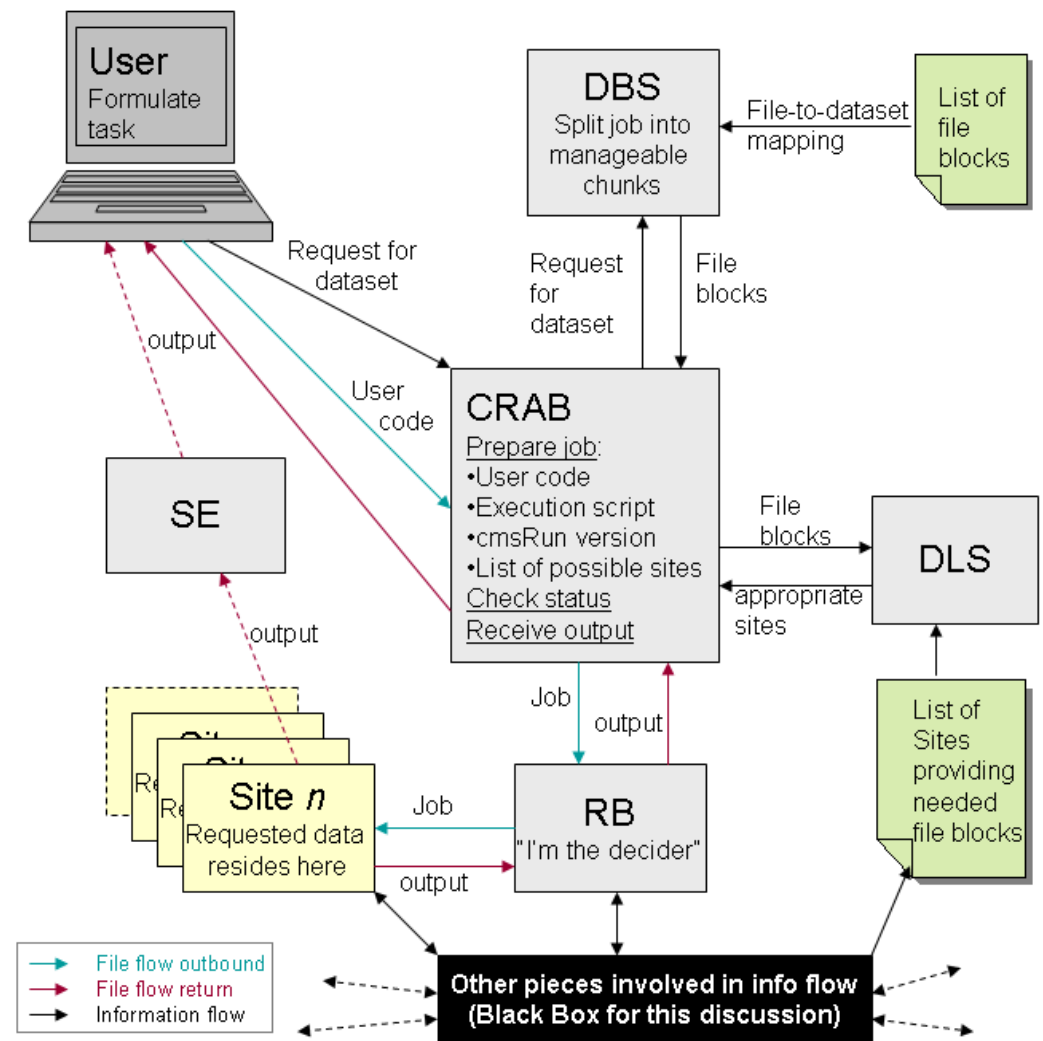 User
Formulate
task
DBS
Split job into
manageable
chunks
File-to-dataset
mapping
List of
file
blocks
Request for
dataset
Request
for
dataset
File
blocks
output
User
code
CRAB
Prepare job:
•User code
•Execution script
•cmsRun version
•List of possible sites
Check status
Receive output
SE
File
blocks
DLS
appropriate
sites
output
Job
output
List of
Sites
providing
needed
file blocks
Site n
Requested data
resides here
Job
output
RB
"I'm the decider"
File flow outbound
File flow return
Information flow
Other pieces involved in info flow
(Black Box for this discussion)